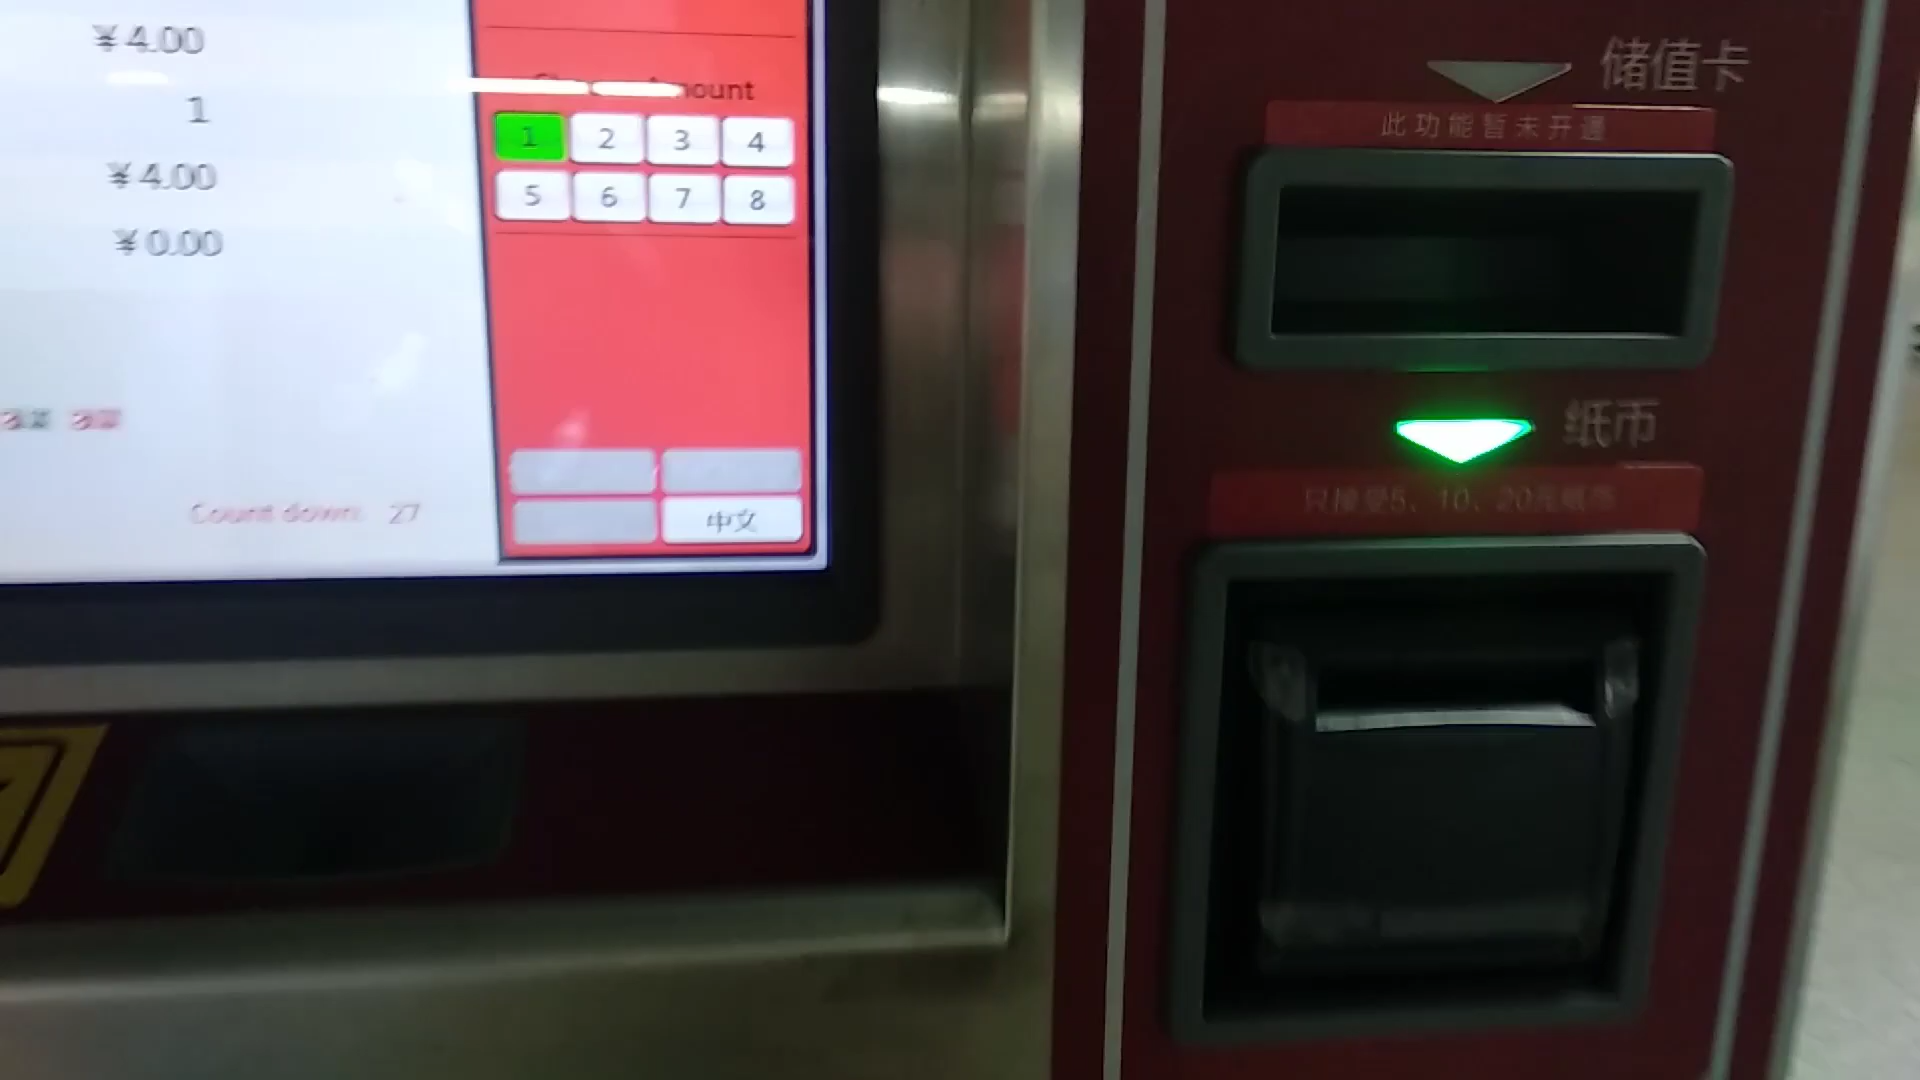 ¥4.00
1
¥4.00
¥0.00
Count down: 27
Amount
1 2 3 4
5 6 7 8
中文
储值卡
此功能暂未开通
纸币
只接受5、10、20元纸币